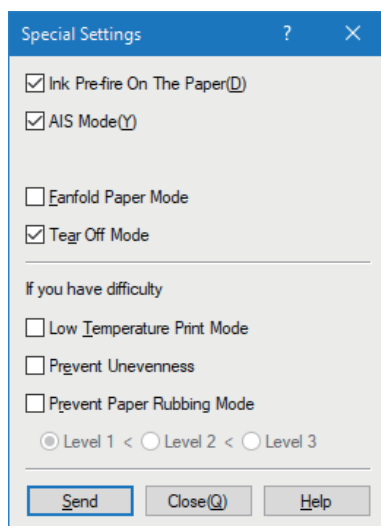 Special Settings ? ×
Ink Pre-fire On The Paper(D)
AIS Mode(Y)
Fanfold Paper Mode
Tear Off Mode
If you have difficulty
Low Temperature Print Mode
Prevent Unevenness
Prevent Paper Rubbing Mode
Level 1 < Level 2 < Level 3
Send Close(Q) Help